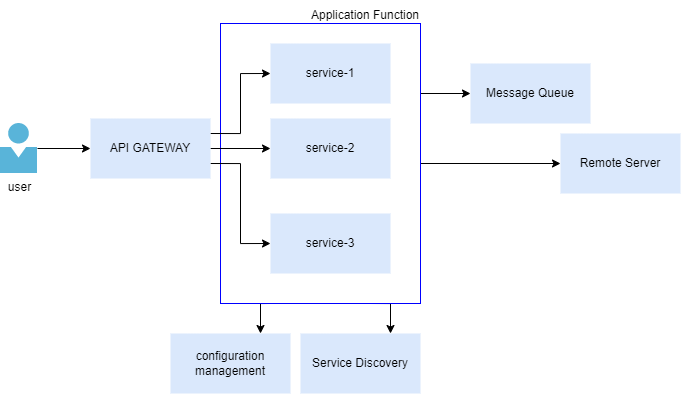 Application Function
service-1
Message Queue
user
API GATEWAY
service-2
Remote Server
service-3
configuration
management
Service Discovery